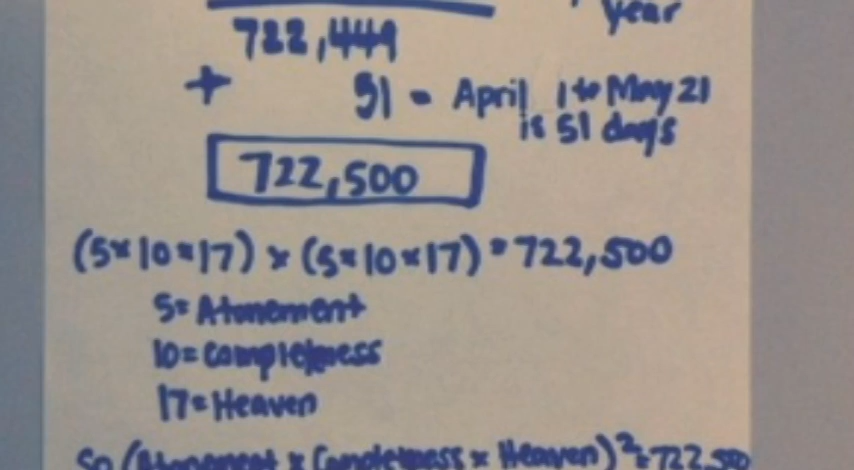 year
722,449
+ 51 = April 1 to May 21
is 51 days
722,500
(5×10×17) × (5×10×17) = 722,500
5= Atonement
10= completeness
17= Heaven
So (Atonement x Completeness x Heaven)²=722,500